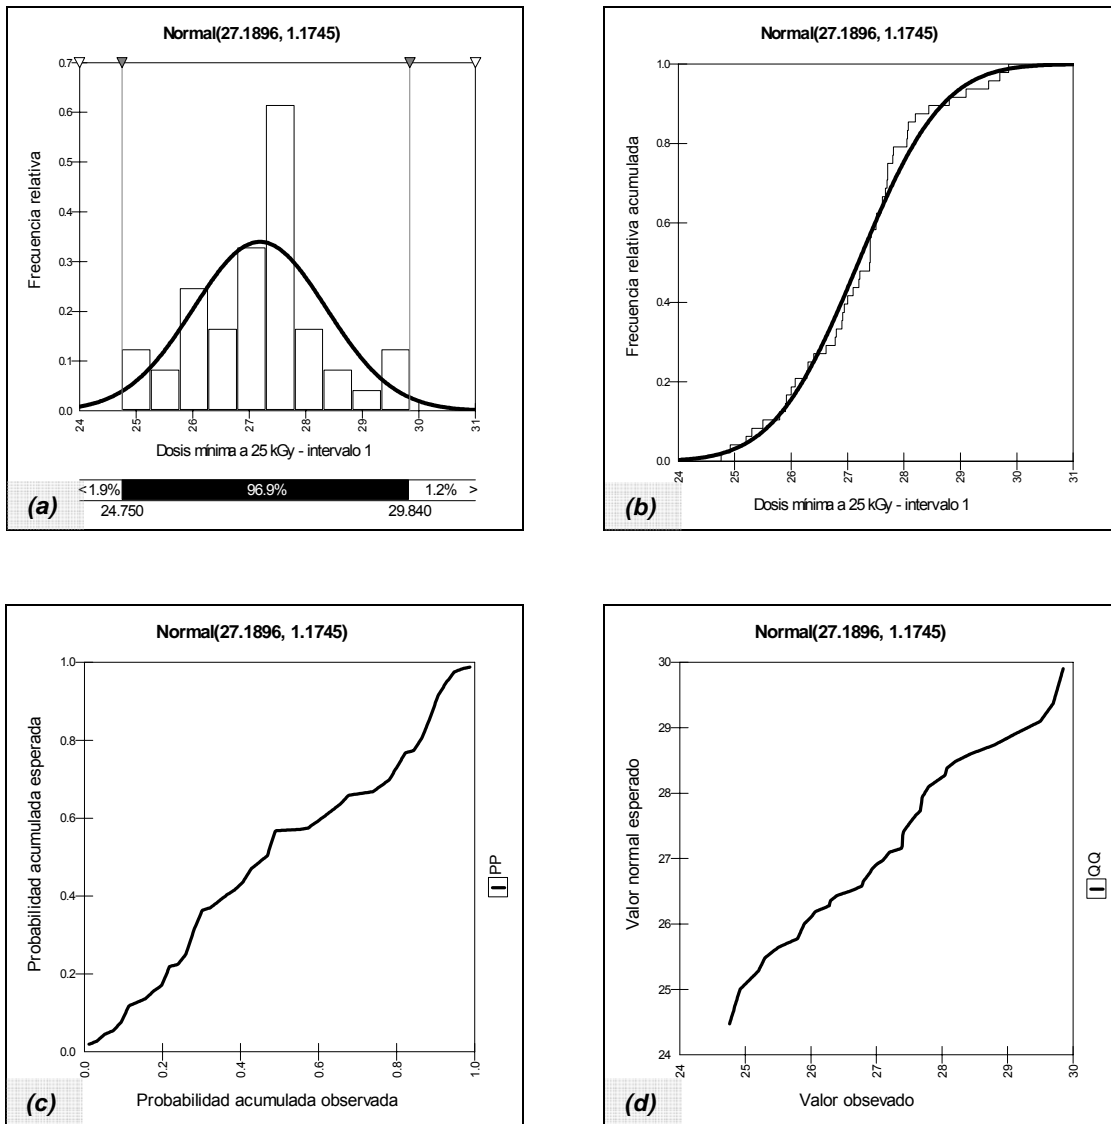 Normal(27.1896, 1.1745)
0.7
0.6
0.5
0.4
0.3
0.2
0.1
0.0
Frecuencia relativa
24 25 26 27 28 29 30 31
Dosis mínima a 25 kGy - intervalo 1
< 1.9% 96.9% 1.2% >
24.750 29.840
(a)
Normal(27.1896, 1.1745)
1.0
0.8
0.6
0.4
0.2
0.0
Frecuencia relativa acumulada
24 25 26 27 28 29 30 31
Dosis mínima a 25 kGy - intervalo 1
(b)
Normal(27.1896, 1.1745)
1.0
0.8
0.6
0.4
0.2
0.0
Probabilidad acumulada esperada
0.0 0.2 0.4 0.6 0.8 1.0
Probabilidad acumulada observada
PP
(c)
Normal(27.1896, 1.1745)
30
29
28
27
26
25
24
Valor normal esperado
24 25 26 27 28 29 30
Valor obsevado
QQ
(d)